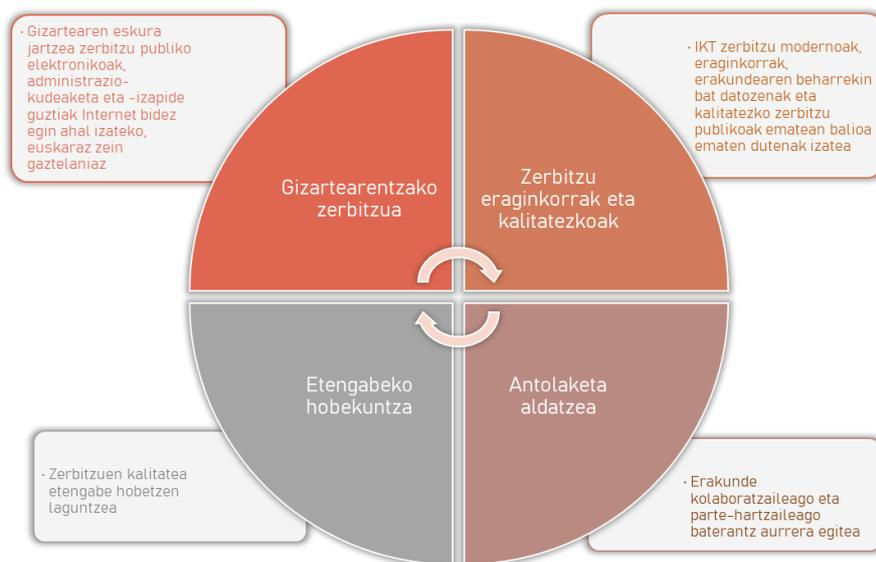 · Gizartearen eskura
jartzea zerbitzu publiko
elektronikoak,
administrazio-
kudeaketa eta -izapide
guztiak Internet bidez
egin ahal izateko,
euskaraz zein
gaztelaniaz
· IKT zerbitzu modernoak,
eraginkorrak,
erakundearen beharrekin
bat datozenak eta
kalitatezko zerbitzu
publikoak ematean balioa
ematen dutenak izatea
Gizartearentzako
zerbitzua
Zerbitzu
eraginkorrak eta
kalitatezkoak
Etengabeko
hobekuntza
Antolaketa
aldatzea
· Zerbitzuen kalitatea
etengabe hobetzen
laguntzea
· Erakunde
kolaboratzaileago eta
parte-hartzaileago
baterantz aurrera egitea